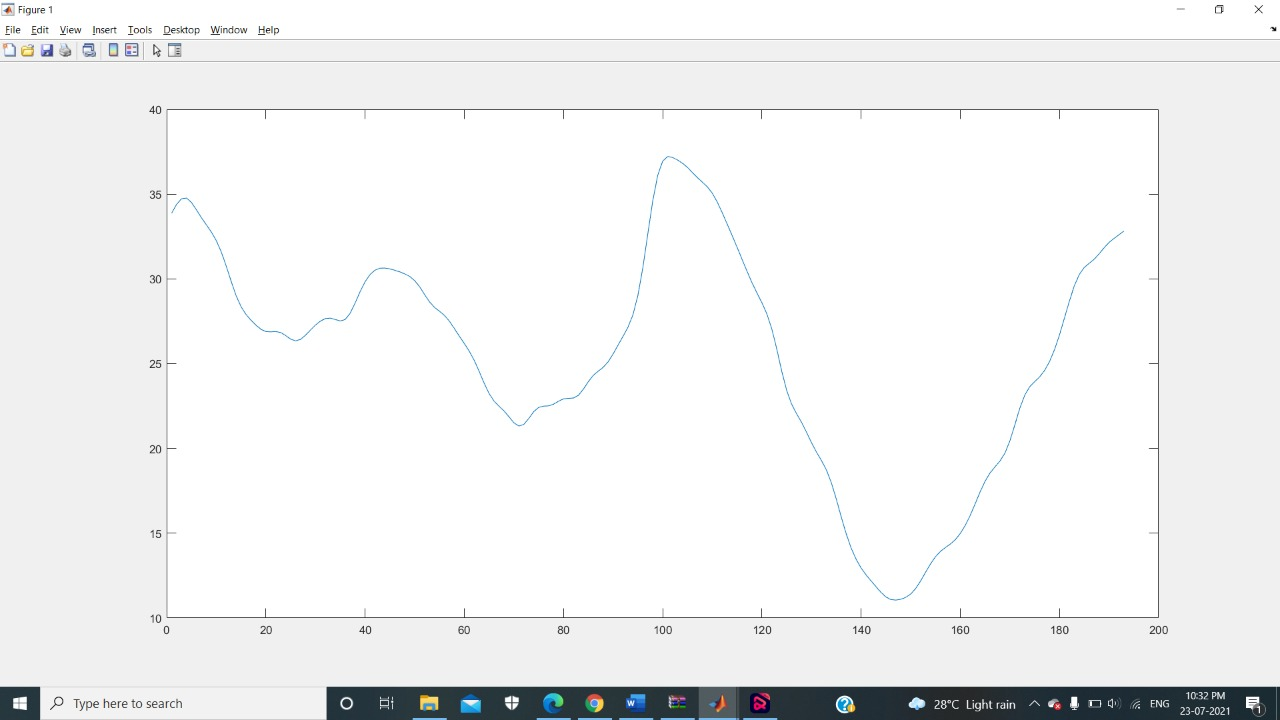 Figure 1
File Edit View Insert Tools Desktop Window Help
40
35
30
25
20
15
10
0 20 40 60 80 100 120 140 160 180 200
Type here to search
28°C Light rain
ENG
10:32 PM
23-07-2021
1